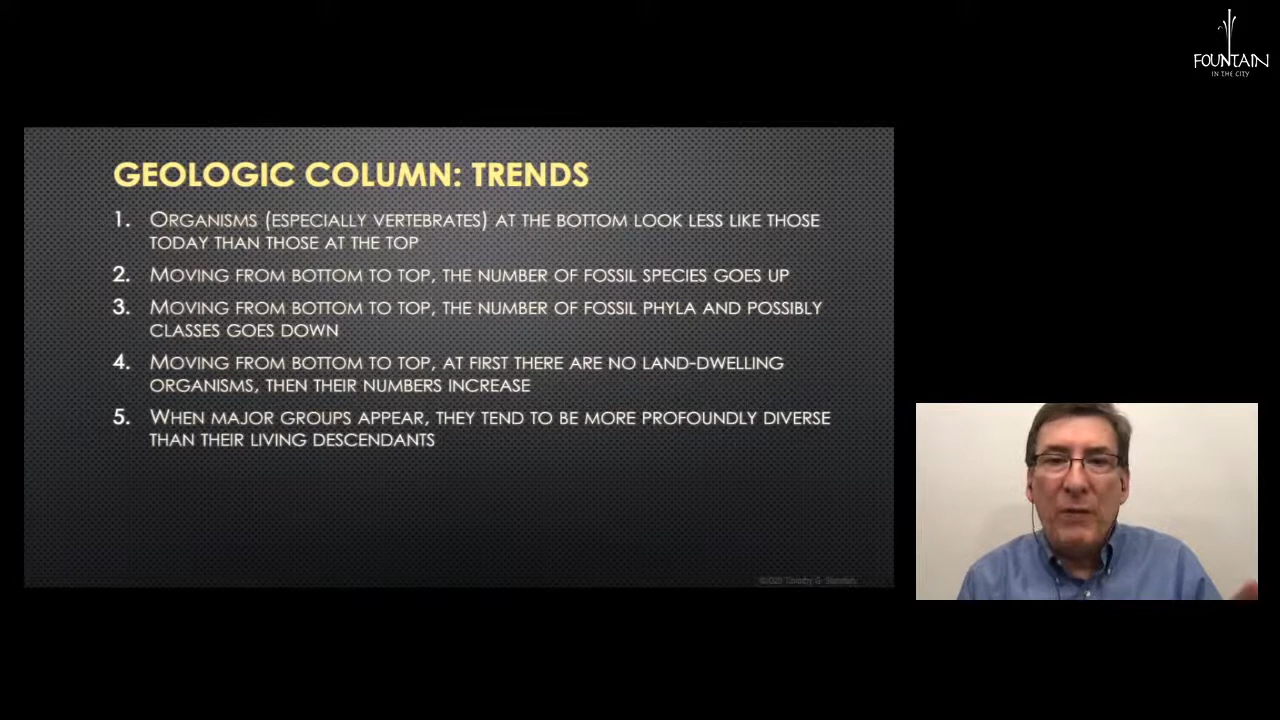 FOUNTAIN
IN THE CITY
GEOLOGIC COLUMN: TRENDS
1. ORGANISMS (ESPECIALLY VERTEBRATES) AT THE BOTTOM LOOK LESS LIKE THOSE
TODAY THAN THOSE AT THE TOP
2. MOVING FROM BOTTOM TO TOP, THE NUMBER OF FOSSIL SPECIES GOES UP
3. MOVING FROM BOTTOM TO TOP, THE NUMBER OF FOSSIL PHYLA AND POSSIBLY
CLASSES GOES DOWN
4. MOVING FROM BOTTOM TO TOP, AT FIRST THERE ARE NO LAND-DWELLING
ORGANISMS, THEN THEIR NUMBERS INCREASE
5. WHEN MAJOR GROUPS APPEAR, THEY TEND TO BE MORE PROFOUNDLY DIVERSE
THAN THEIR LIVING DESCENDANTS